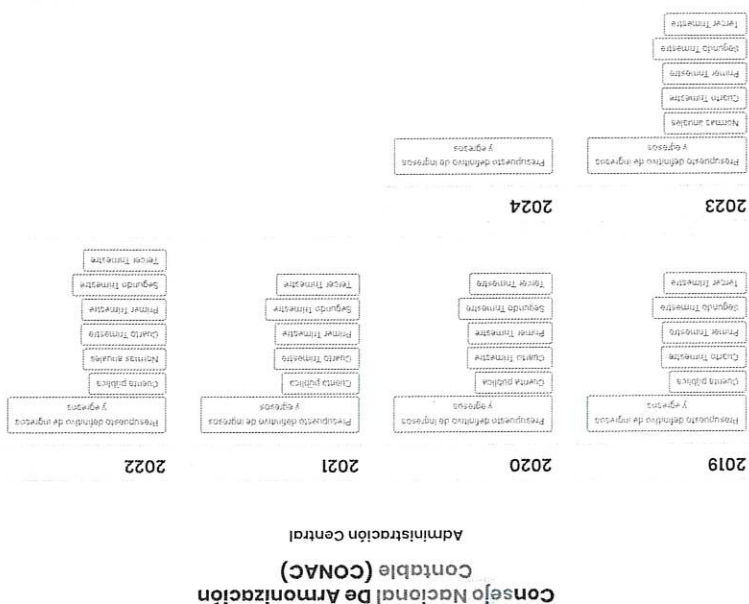 Consejo Nacional De Armonización
Contable (CONAC)
Administración Central
2019
Presupuesto definitivo de ingresos
y egresos
Cuenta pública
Cuarto Trimestre
Primer Trimestre
Segundo Trimestre
Tercer Trimestre
2020
Presupuesto definitivo de ingresos
y egresos
Cuenta pública
Cuarto Trimestre
Primer Trimestre
Segundo Trimestre
Tercer Trimestre
2021
Presupuesto definitivo de ingresos
y egresos
Cuenta pública
Cuarto Trimestre
Primer Trimestre
Segundo Trimestre
Tercer Trimestre
2022
Presupuesto definitivo de ingresos
y egresos
Cuenta pública
Normas anuales
Cuarto Trimestre
Primer Trimestre
Segundo Trimestre
Tercer Trimestre
2023
Presupuesto definitivo de ingresos
y egresos
Normas anuales
Cuarto Trimestre
Primer Trimestre
Segundo Trimestre
Tercer Trimestre
2024
Presupuesto definitivo de ingresos
y egresos